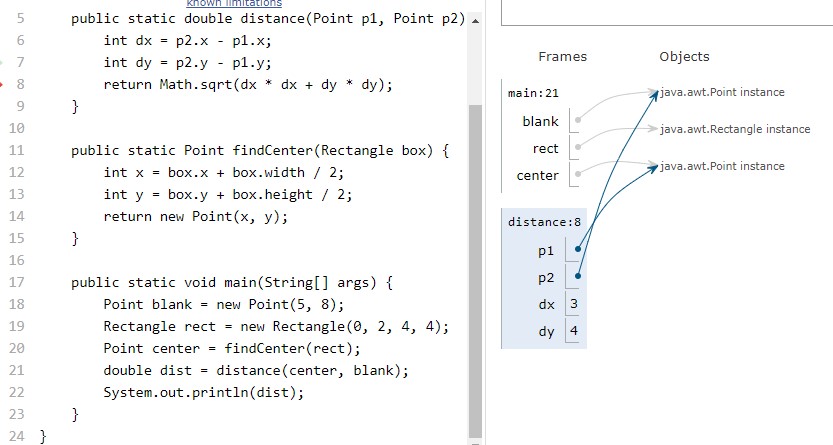 known limitations
5 public static double distance(Point p1, Point p2)
6 int dx = p2.x - p1.x;
7 int dy = p2.y - p1.y;
8 return Math.sqrt(dx * dx + dy * dy);
9 }
10
11 public static Point findCenter(Rectangle box) {
12 int x = box.x + box.width / 2;
13 int y = box.y + box.height / 2;
14 return new Point(x, y);
15 }
16
17 public static void main(String[] args) {
18 Point blank = new Point(5, 8);
19 Rectangle rect = new Rectangle(0, 2, 4, 4);
20 Point center = findCenter(rect);
21 double dist = distance(center, blank);
22 System.out.println(dist);
23 }
24 }
Frames Objects
main:21
blank
rect
center
java.awt.Point instance
java.awt.Rectangle instance
java.awt.Point instance
distance:8
p1
p2
dx 3
dy 4